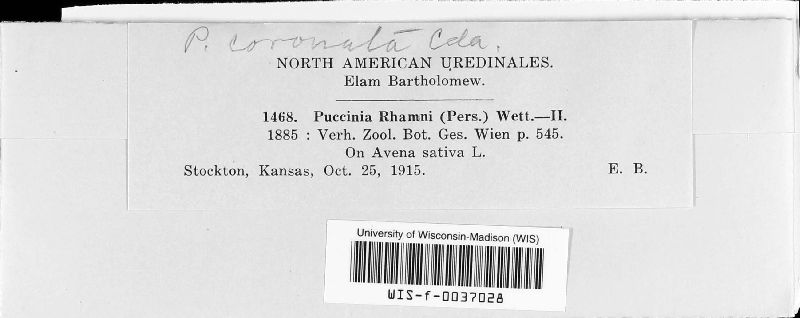 P. coronata Cda.
NORTH AMERICAN UREDINALES.
Elam Bartholomew.
1468. Puccinia Rhamni (Pers.) Wett.—II.
1885 : Verh. Zool. Bot. Ges. Wien p. 545.
On Avena sativa L.
Stockton, Kansas, Oct. 25, 1915. E. B.
University of Wisconsin-Madison (WIS)
WIS-f-0037028